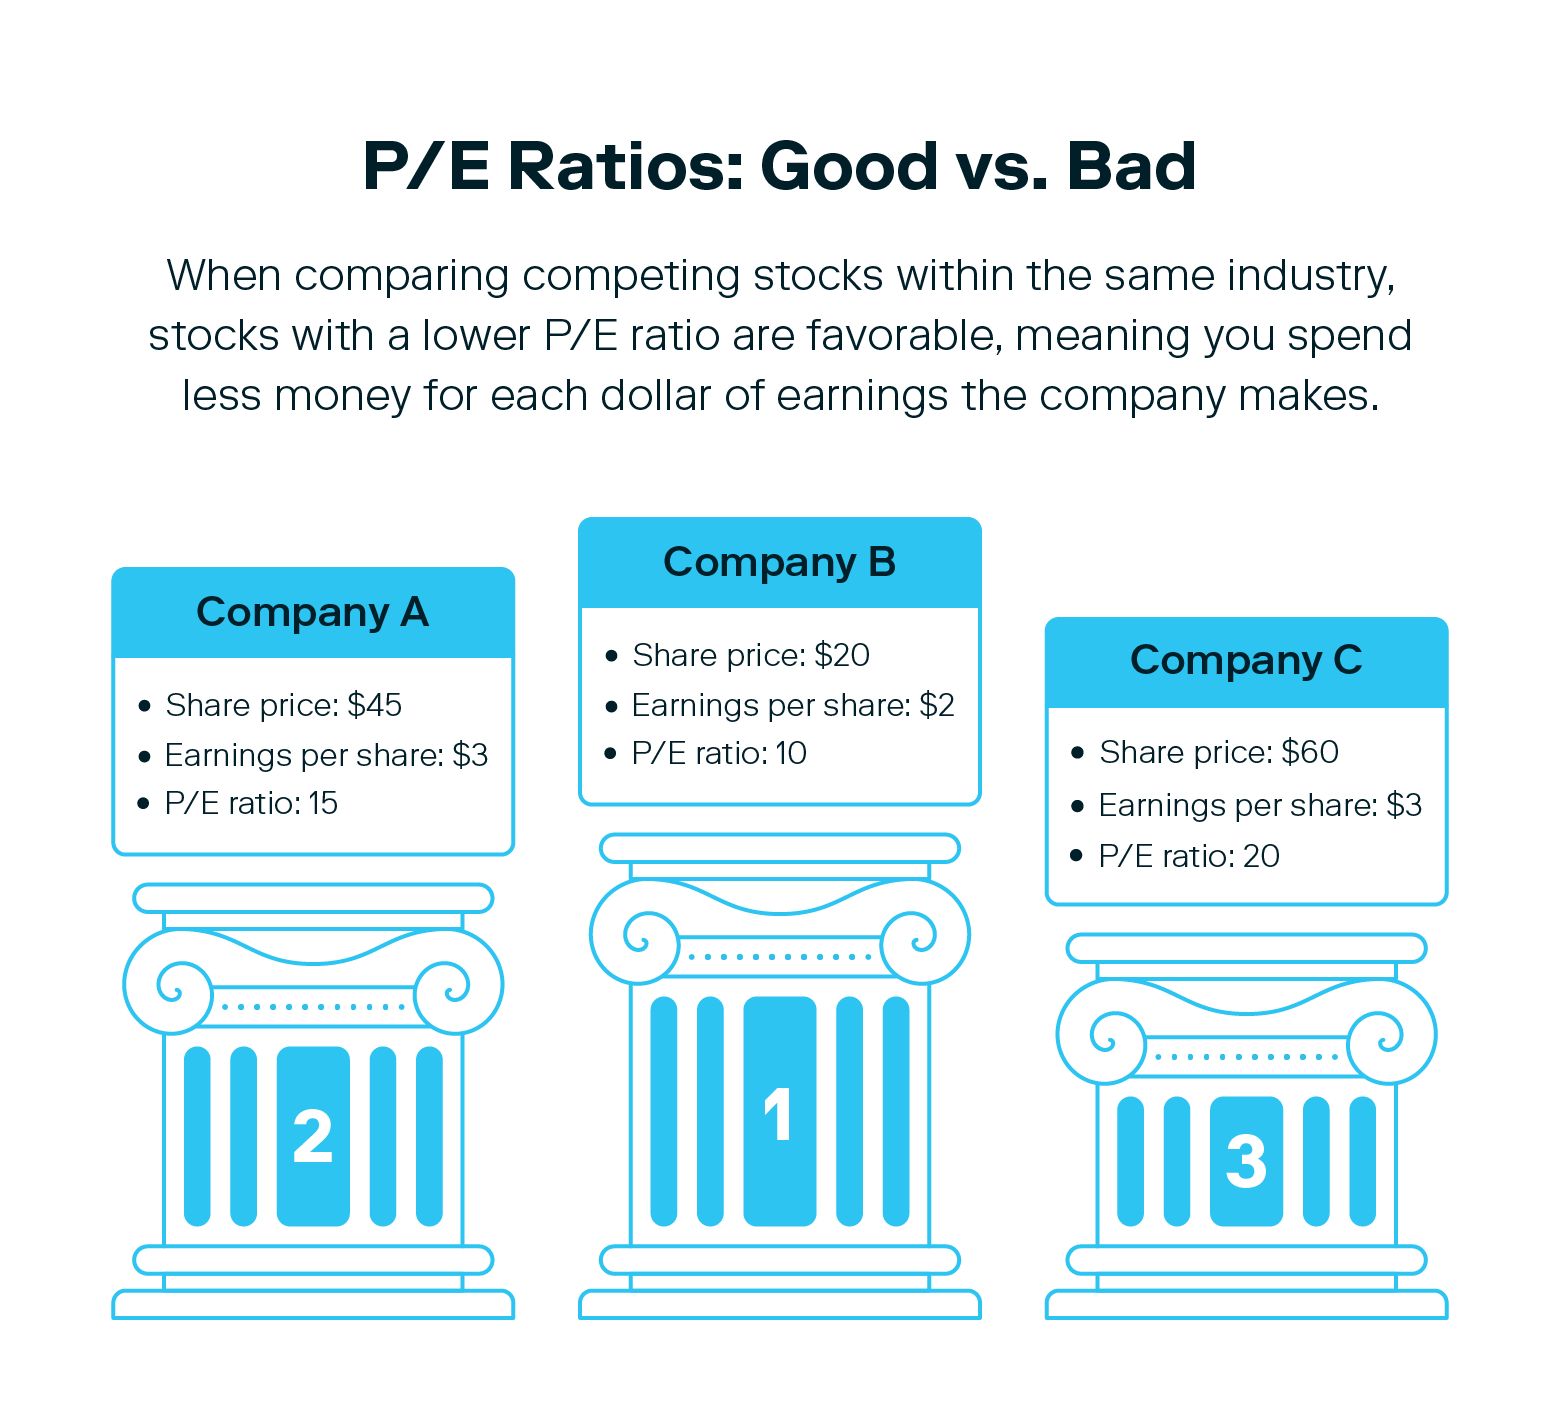 P/E Ratios: Good vs. Bad
When comparing competing stocks within the same industry,
stocks with a lower P/E ratio are favorable, meaning you spend
less money for each dollar of earnings the company makes.
Company A
• Share price: $45
• Earnings per share: $3
• P/E ratio: 15
2
Company B
• Share price: $20
• Earnings per share: $2
• P/E ratio: 10
1
Company C
• Share price: $60
• Earnings per share: $3
• P/E ratio: 20
3